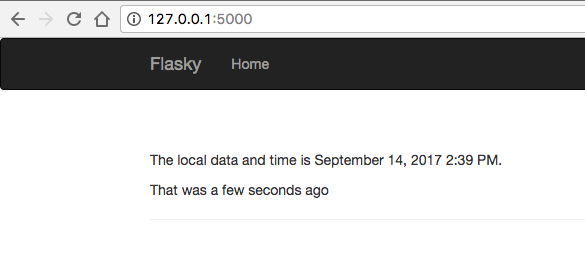 127.0.0.1:5000
Flasky Home
The local data and time is September 14, 2017 2:39 PM.
That was a few seconds ago